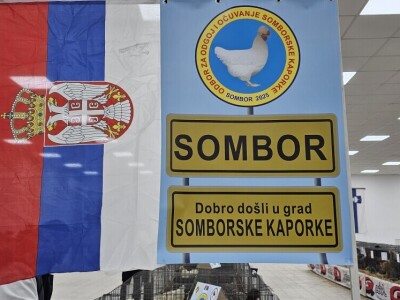 ODBOR ZA ODGOJ I OČUVANJE SOMBORSKE KAPORKE
SOMBOR 2025
SOMBOR
Dobro došli u grad
SOMBORSKE KAPORKE